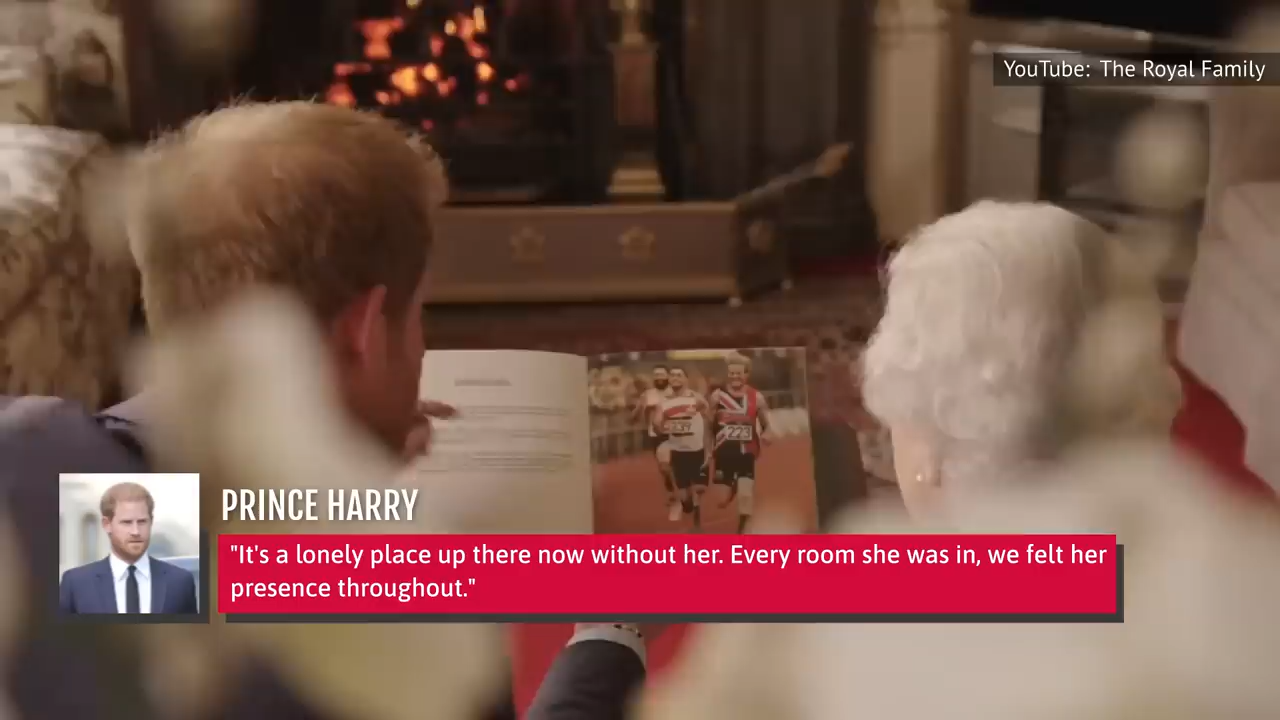 YouTube: The Royal Family
223
PRINCE HARRY
"It's a lonely place up there now without her. Every room she was in, we felt her
presence throughout."